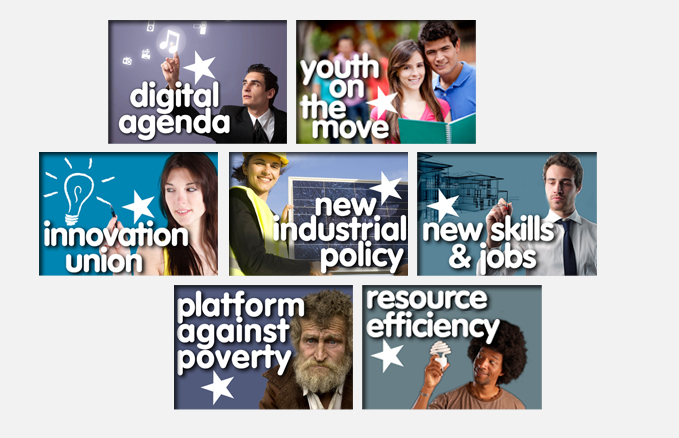 digital
agenda
youth
on
the
move
innovation
union
new
industrial
policy
new skills
& jobs
platform
against
poverty
resource
efficiency